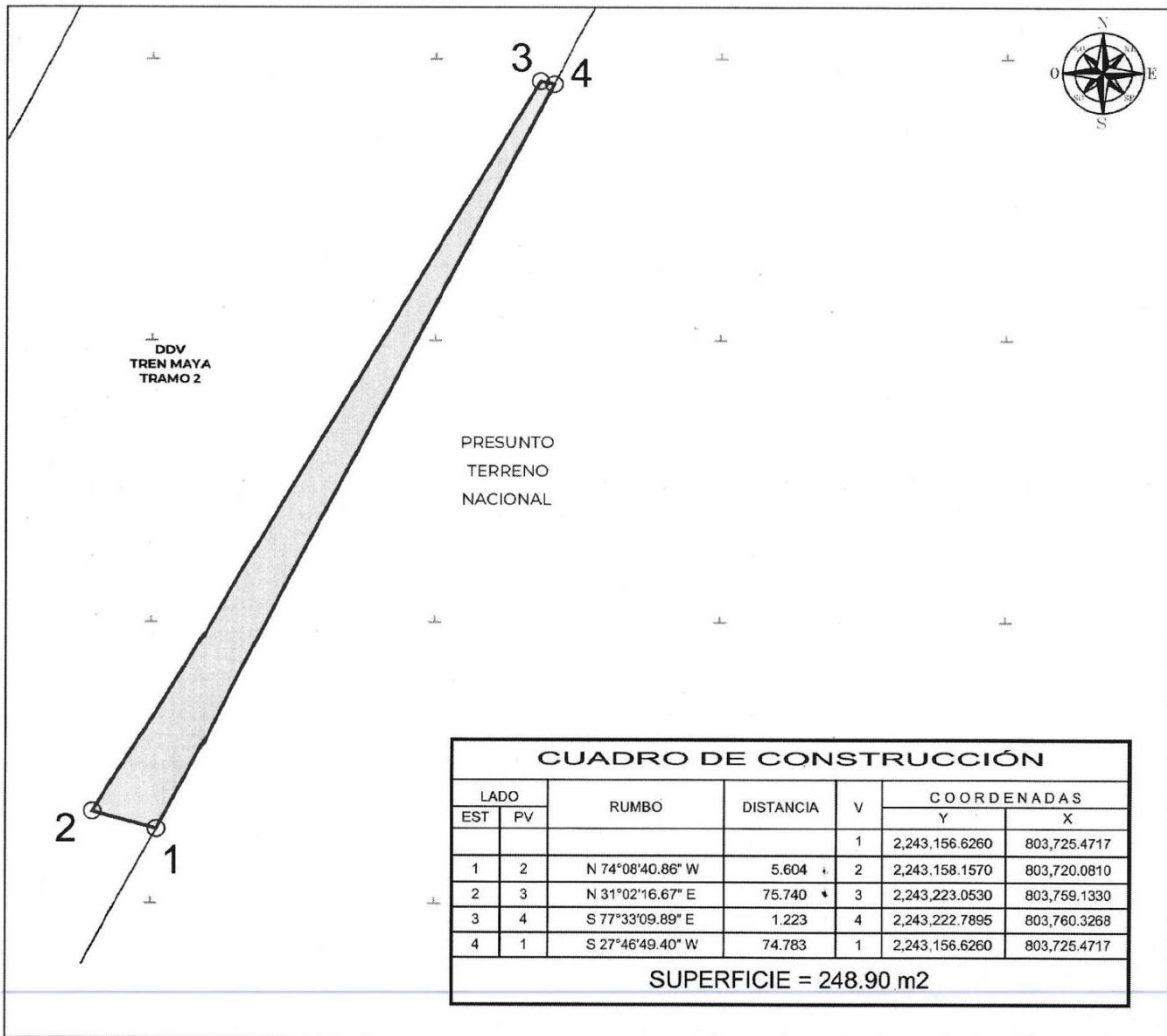 N
NO NE
O E
SO SE
S
3
4
DDV
TREN MAYA
TRAMO 2
PRESUNTO
TERRENO
NACIONAL
2
1
CUADRO DE CONSTRUCCIÓN
LADO RUMBO DISTANCIA V COORDENADAS
EST PV Y X
1 2,243,156.6260 803,725.4717
1 2 N 74°08'40.86" W 5.604 2 2,243,158.1570 803,720.0810
2 3 N 31°02'16.67" E 75.740 3 2,243,223.0530 803,759.1330
3 4 S 77°33'09.89" E 1.223 4 2,243,222.7895 803,760.3268
4 1 S 27°46'49.40" W 74.783 1 2,243,156.6260 803,725.4717
SUPERFICIE = 248.90 m2